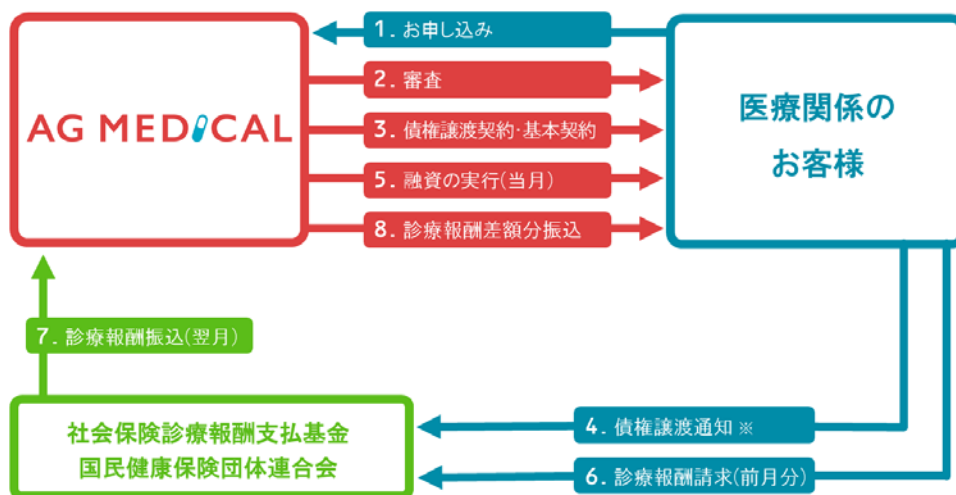 1. お申し込み
2. 審査
AG MEDICAL
3. 債権譲渡契約・基本契約
医療関係の
お客様
5. 融資の実行(当月)
8. 診療報酬差額分振込
7. 診療報酬振込(翌月)
社会保険診療報酬支払基金
国民健康保険団体連合会
4. 債権譲渡通知 ※
6. 診療報酬請求(前月分)